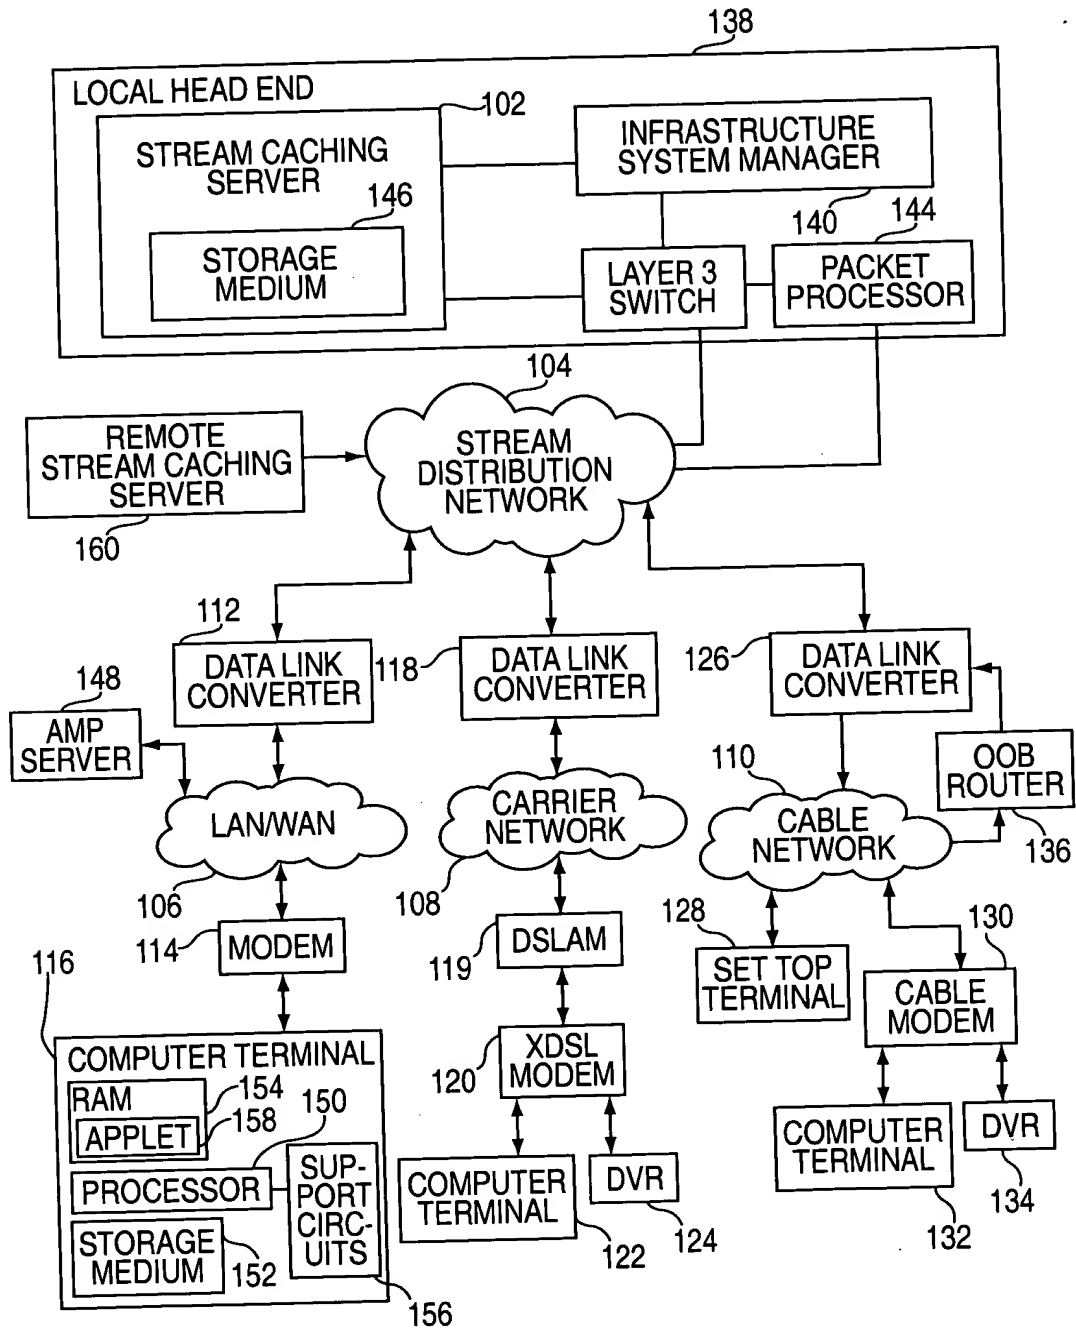 138
LOCAL HEAD END
102
STREAM CACHING
SERVER
146
STORAGE
MEDIUM
INFRASTRUCTURE
SYSTEM MANAGER
140
144
LAYER 3
SWITCH
PACKET
PROCESSOR
104
STREAM
DISTRIBUTION
NETWORK
REMOTE
STREAM CACHING
SERVER
160
112
DATA LINK
CONVERTER
118
DATA LINK
CONVERTER
126
DATA LINK
CONVERTER
148
AMP
SERVER
LAN/WAN
106
CARRIER
NETWORK
108
110
CABLE
NETWORK
OOB
ROUTER
136
114
MODEM
119
DSLAM
128
SET TOP
TERMINAL
130
CABLE
MODEM
116
COMPUTER TERMINAL
RAM
154
APPLET
158
150
PROCESSOR
SUP-
PORT
CIRC-
UITS
STORAGE
MEDIUM
152
156
120
XDSL
MODEM
COMPUTER
TERMINAL
122
DVR
124
COMPUTER
TERMINAL
132
DVR
134